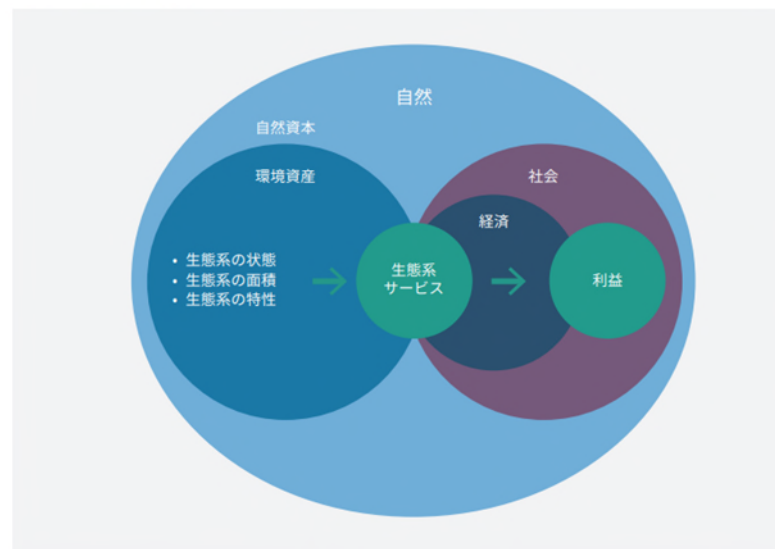 自然
自然資本
環境資産
社会
経済
• 生態系の状態
• 生態系の面積
• 生態系の特性
生態系
サービス
利益